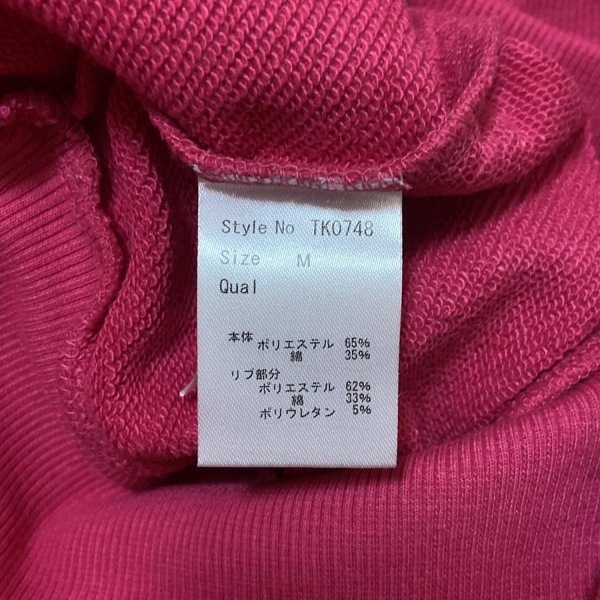 Style No TK0748
Size M
Qual
本体
ポリエステル 65%
綿 35%
リブ部分
ポリエステル 62%
綿 33%
ポリウレタン 5%